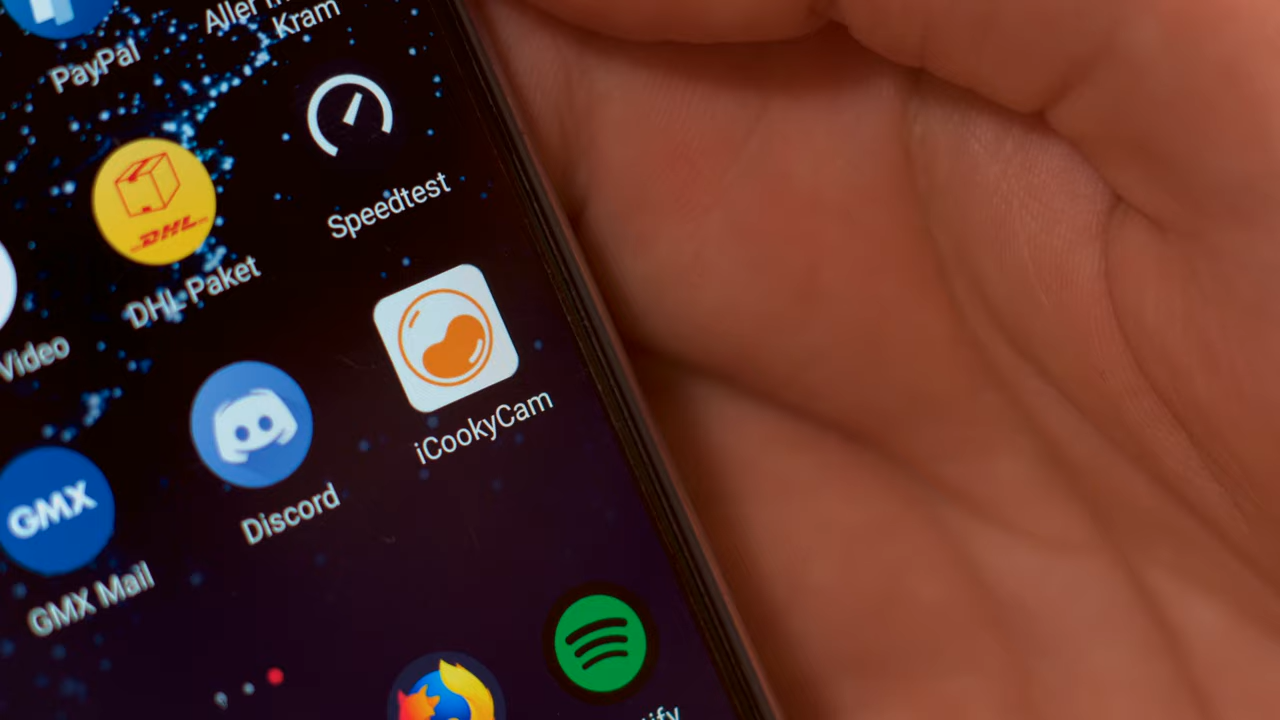 PayPal
Kram
Speedtest
DHL
DHL Paket
Video
iCookyCam
Discord
GMX
GMX Mail